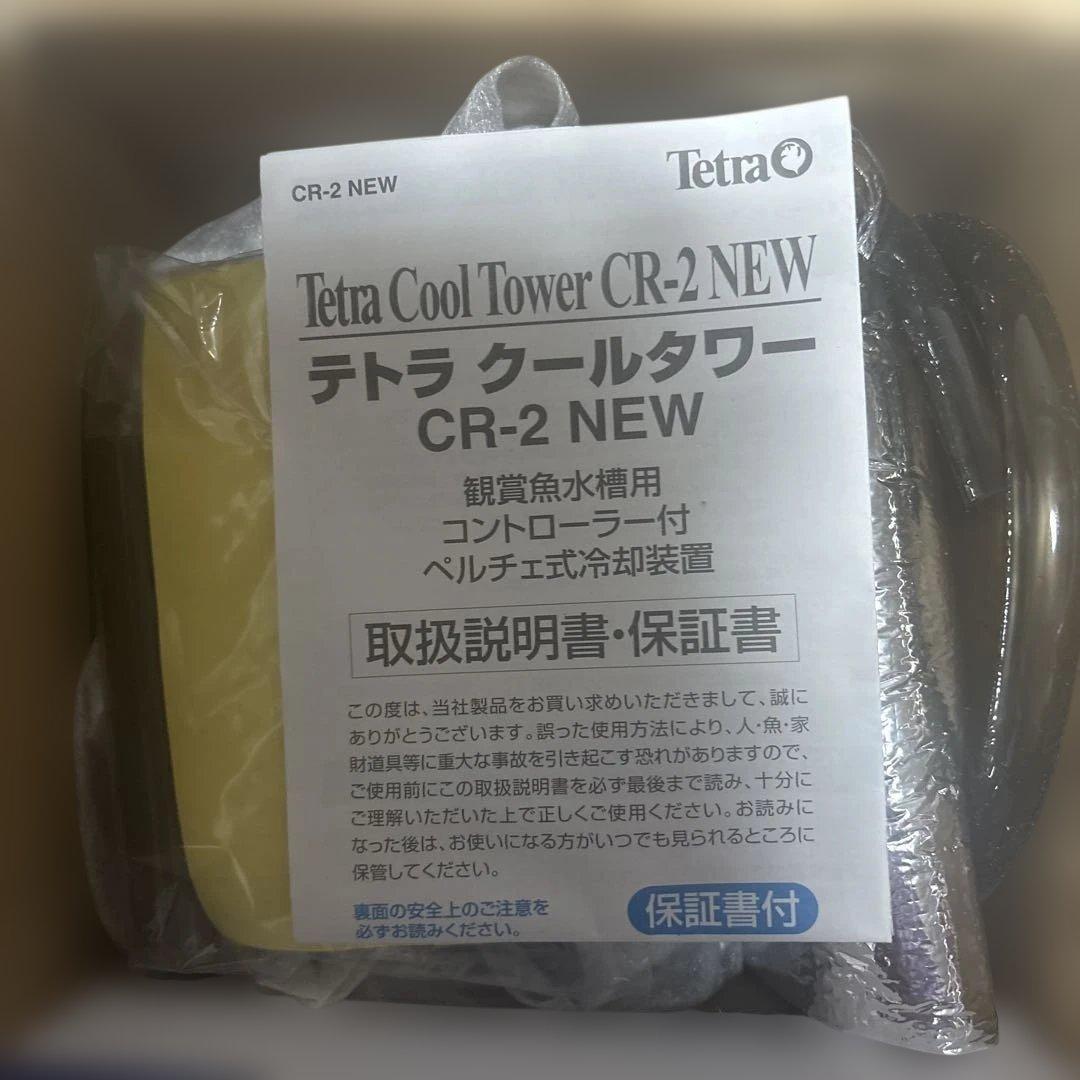 CR-2 NEW
Tetra
Tetra Cool Tower CR-2 NEW
テトラ クールタワー
CR-2 NEW
観賞魚水槽用
コントローラー付
ペルチェ式冷却装置
取扱説明書・保証書
この度は、当社製品をお買い求めいただきまして、誠に
ありがとうございます。誤った使用方法により、人・魚・家
財道具等に重大な事故を引き起こす恐れがありますので、
ご使用前にこの取扱説明書を必ず最後まで読み、十分に
ご理解いただいた上で正しくご使用ください。お読みに
なった後は、お使いになる方がいつでも見られるところに
保管してください。
裏面の安全上のご注意を
必ずお読みください。
保証書付